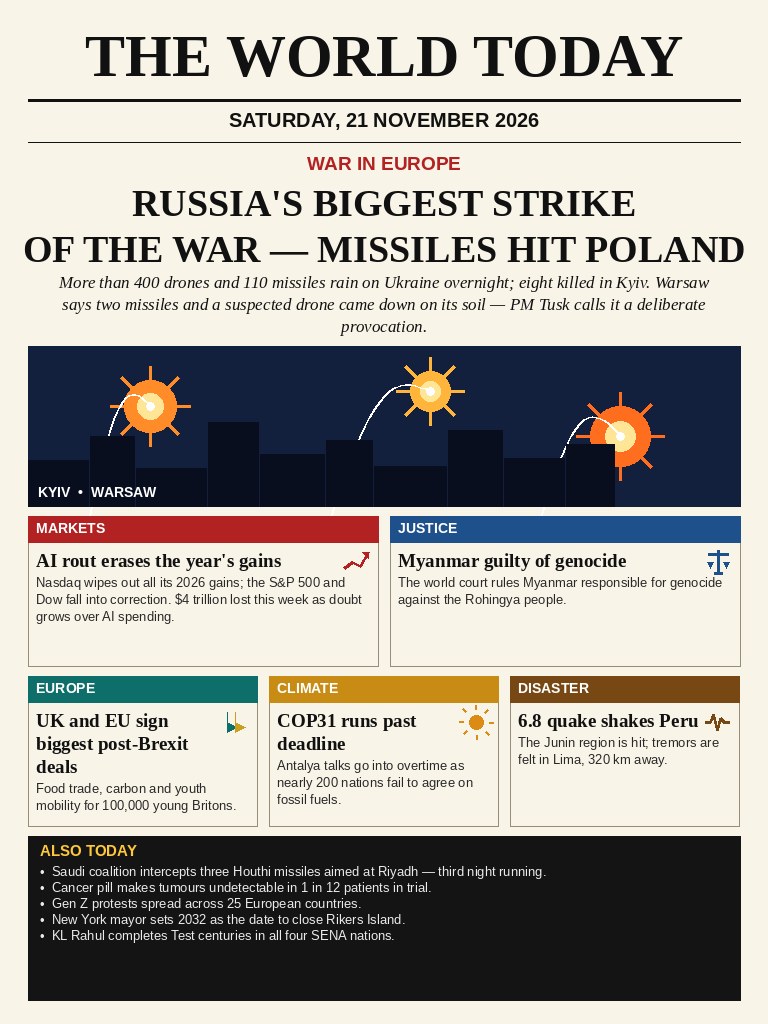 THE WORLD TODAY
SATURDAY, 21 NOVEMBER 2026
WAR IN EUROPE
RUSSIA'S BIGGEST STRIKE
OF THE WAR — MISSILES HIT POLAND
More than 400 drones and 110 missiles rain on Ukraine overnight; eight killed in Kyiv. Warsaw
says two missiles and a suspected drone came down on its soil — PM Tusk calls it a deliberate
provocation.
KYIV • WARSAW
MARKETS
AI rout erases the year's gains
Nasdaq wipes out all its 2026 gains; the S&P 500 and
Dow fall into correction. $4 trillion lost this week as doubt
grows over AI spending.
JUSTICE
Myanmar guilty of genocide
The world court rules Myanmar responsible for genocide
against the Rohingya people.
EUROPE
UK and EU sign
biggest post-Brexit
deals
Food trade, carbon and youth
mobility for 100,000 young Britons.
CLIMATE
COP31 runs past
deadline
Antalya talks go into overtime as
nearly 200 nations fail to agree on
fossil fuels.
DISASTER
6.8 quake shakes Peru
The Junin region is hit; tremors are
felt in Lima, 320 km away.
ALSO TODAY
• Saudi coalition intercepts three Houthi missiles aimed at Riyadh — third night running.
• Cancer pill makes tumours undetectable in 1 in 12 patients in trial.
• Gen Z protests spread across 25 European countries.
• New York mayor sets 2032 as the date to close Rikers Island.
• KL Rahul completes Test centuries in all four SENA nations.